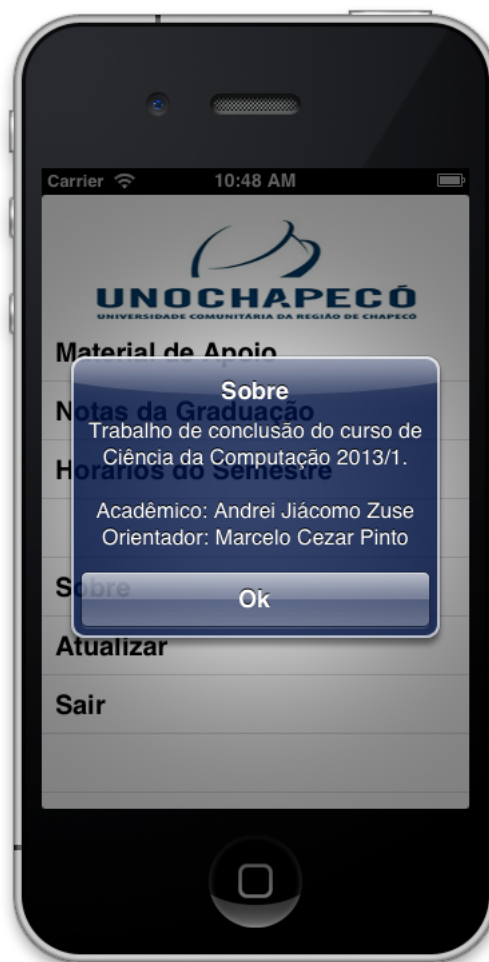 Carrier 10:48 AM
UNOCHAPECÓ
UNIVERSIDADE COMUNITÁRIA DA REGIÃO DE CHAPECÓ
Material de Apoio
Sobre
Notas da Graduação
Trabalho de conclusão do curso de
Ciência da Computação 2013/1.
Horários do Semestre
Acadêmico: Andrei Jiácomo Zuse
Orientador: Marcelo Cezar Pinto
Sobre
Ok
Atualizar
Sair